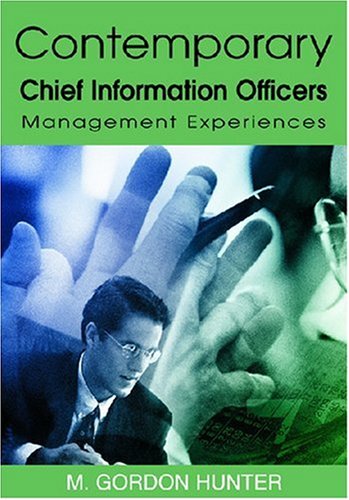 Contemporary
Chief Information Officers
Management Experiences
M. GORDON HUNTER